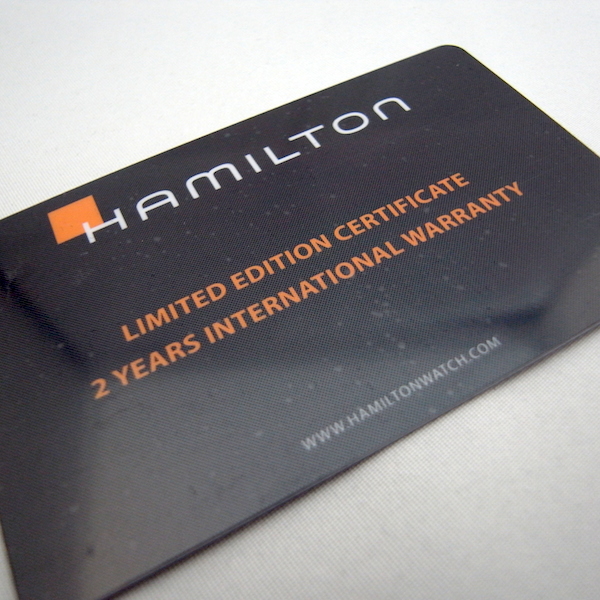 HAMILTON
LIMITED EDITION CERTIFICATE
2 YEARS INTERNATIONAL WARRANTY
WWW.HAMILTONWATCH.COM